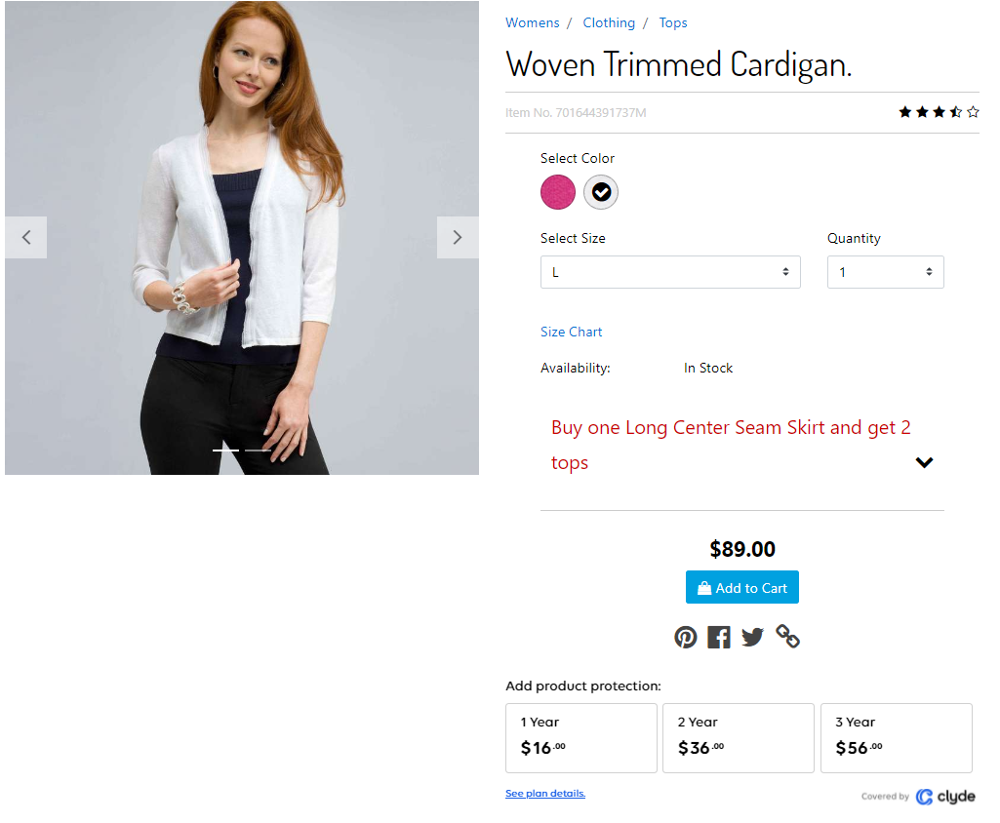 Womens / Clothing / Tops
Woven Trimmed Cardigan.
Item No. 701644391737M
Select Color
Select Size
Quantity
L
1
Size Chart
Availability: In Stock
Buy one Long Center Seam Skirt and get 2
tops
$89.00
Add to Cart
Add product protection:
1 Year
$16.00
2 Year
$36.00
3 Year
$56.00
See plan details.
Covered by clyde